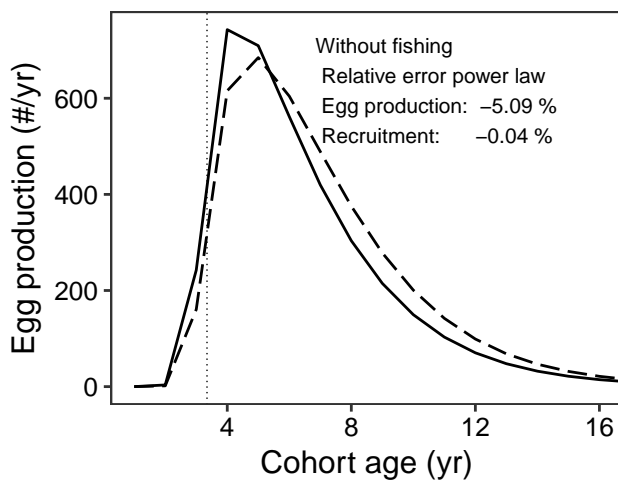 Without fishing
Relative error power law
Egg production: −5.09 %
Recruitment: −0.04 %
Egg production (#/yr)
600
400
200
0
4 8 12 16
Cohort age (yr)